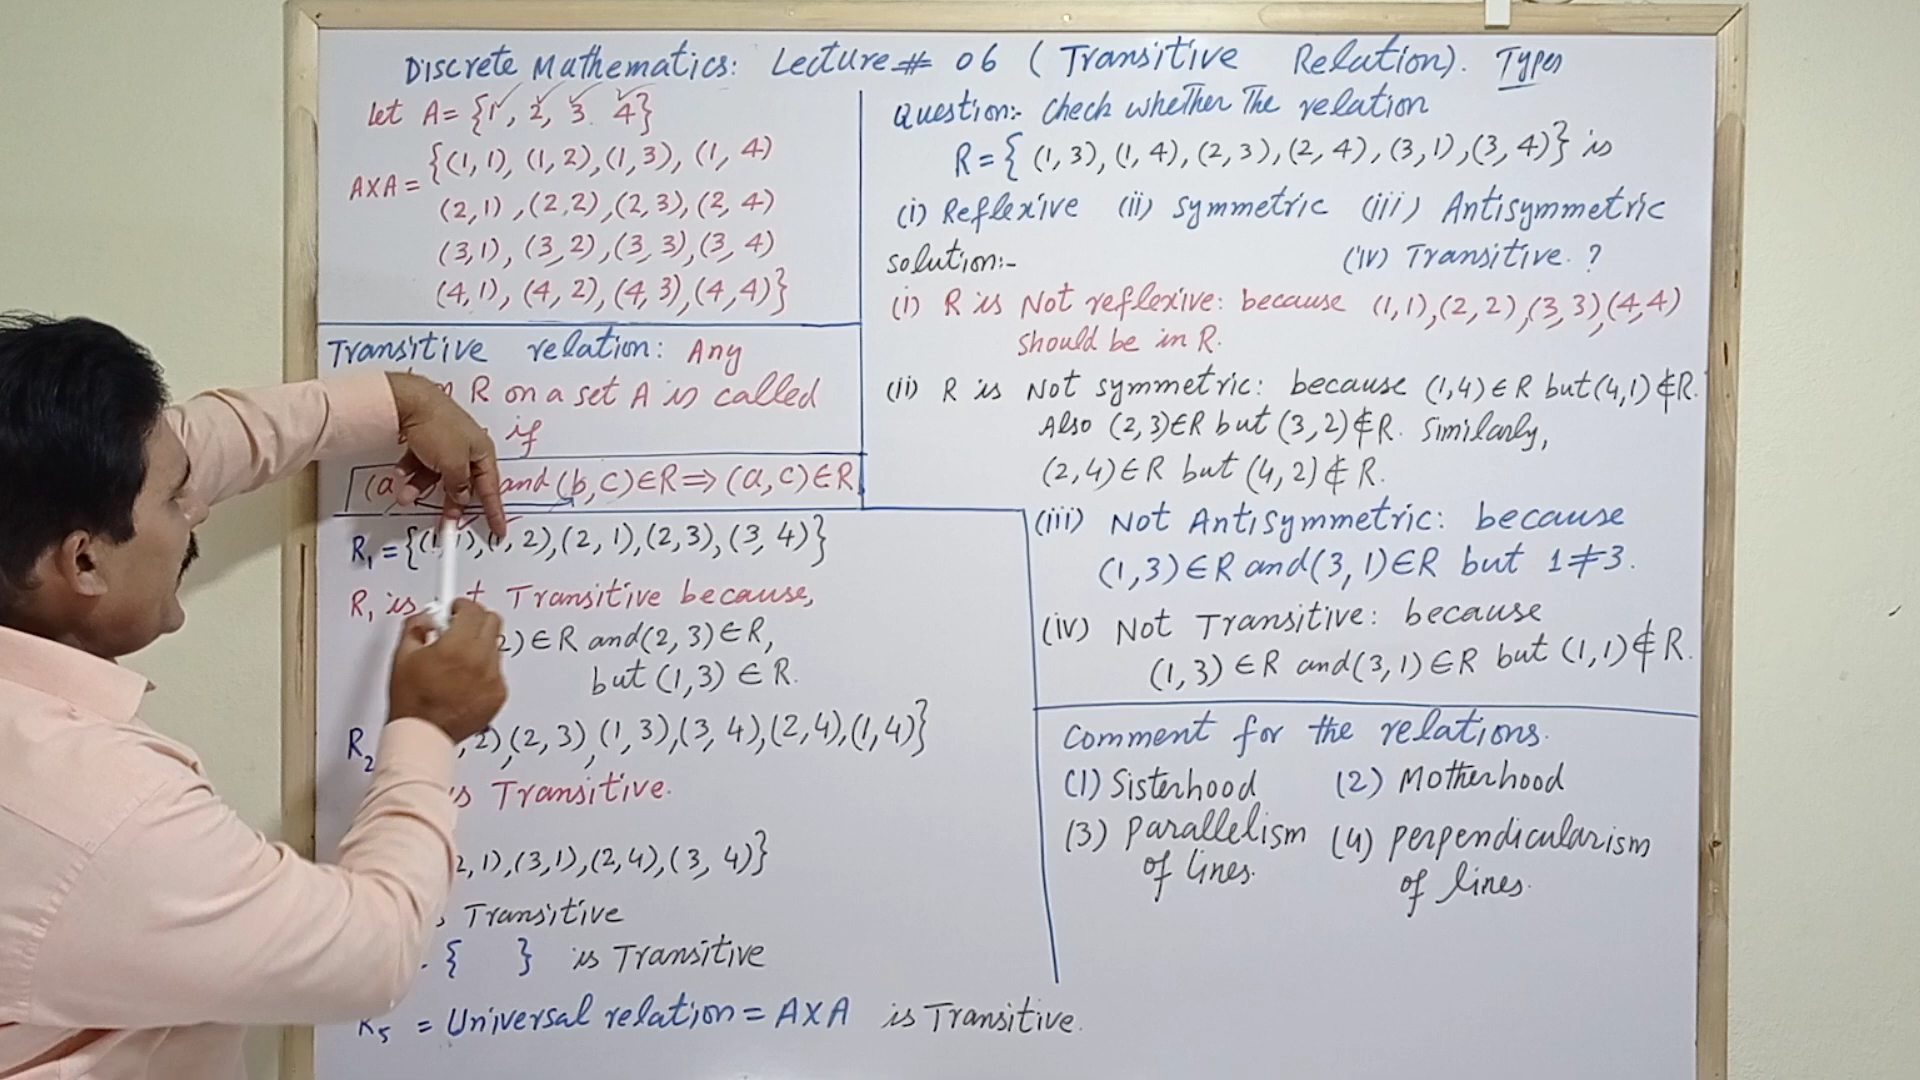 Discrete Mathematics: Lecture# 06 (Transitive Relation). Types
Let A= {1, 2, 3. 4}
AXA = {(1,1), (1,2),(1,3), (1,4)
(2,1) ,(2,2),(2,3),(2,4)
(3,1), (3,2),(3,3),(3,4)
(4,1), (4,2),(4,3),(4,4)}
Transitive relation: Any
R on a set A is called
if
(a and (b,c)∈R⇒(a,c)∈R
R1 = {(1,1),(1,2),(2,1),(2,3),(3,4)}
R1 is Transitive because,
2)∈R and(2,3)∈R,
but (1,3) ∈ R.
R2 2),(2,3),(1,3),(3,4),(2,4),(1,4)}
is Transitive.
2,1),(3,1),(2,4),(3,4)}
Transitive
{ } is Transitive
R5 = Universal relation = AXA is Transitive.
Question:- Check whether The relation
R={ (1,3),(1,4),(2,3),(2,4),(3,1),(3,4)} is
(i) Reflexive (ii) symmetric (iii) Antisymmetric
(iv) Transitive. ?
solution:-
(i) R is Not reflexive: because (1,1),(2,2),(3,3),(4,4)
should be in R.
(ii) R is Not symmetric: because (1,4)∈R but(4,1)∉R.
Also (2,3)∈R but (3,2)∉R. Similarly,
(2,4)∈R but (4,2)∉R.
(iii) Not Antisymmetric: because
(1,3)∈R and(3,1)∈R but 1≠3.
(iv) Not Transitive: because
(1,3)∈R and(3,1)∈R but (1,1)∉R.
Comment for the relations.
(1) Sisterhood (2) Motherhood
(3) Parallelism of lines.
(4) Perpendicularism of lines.